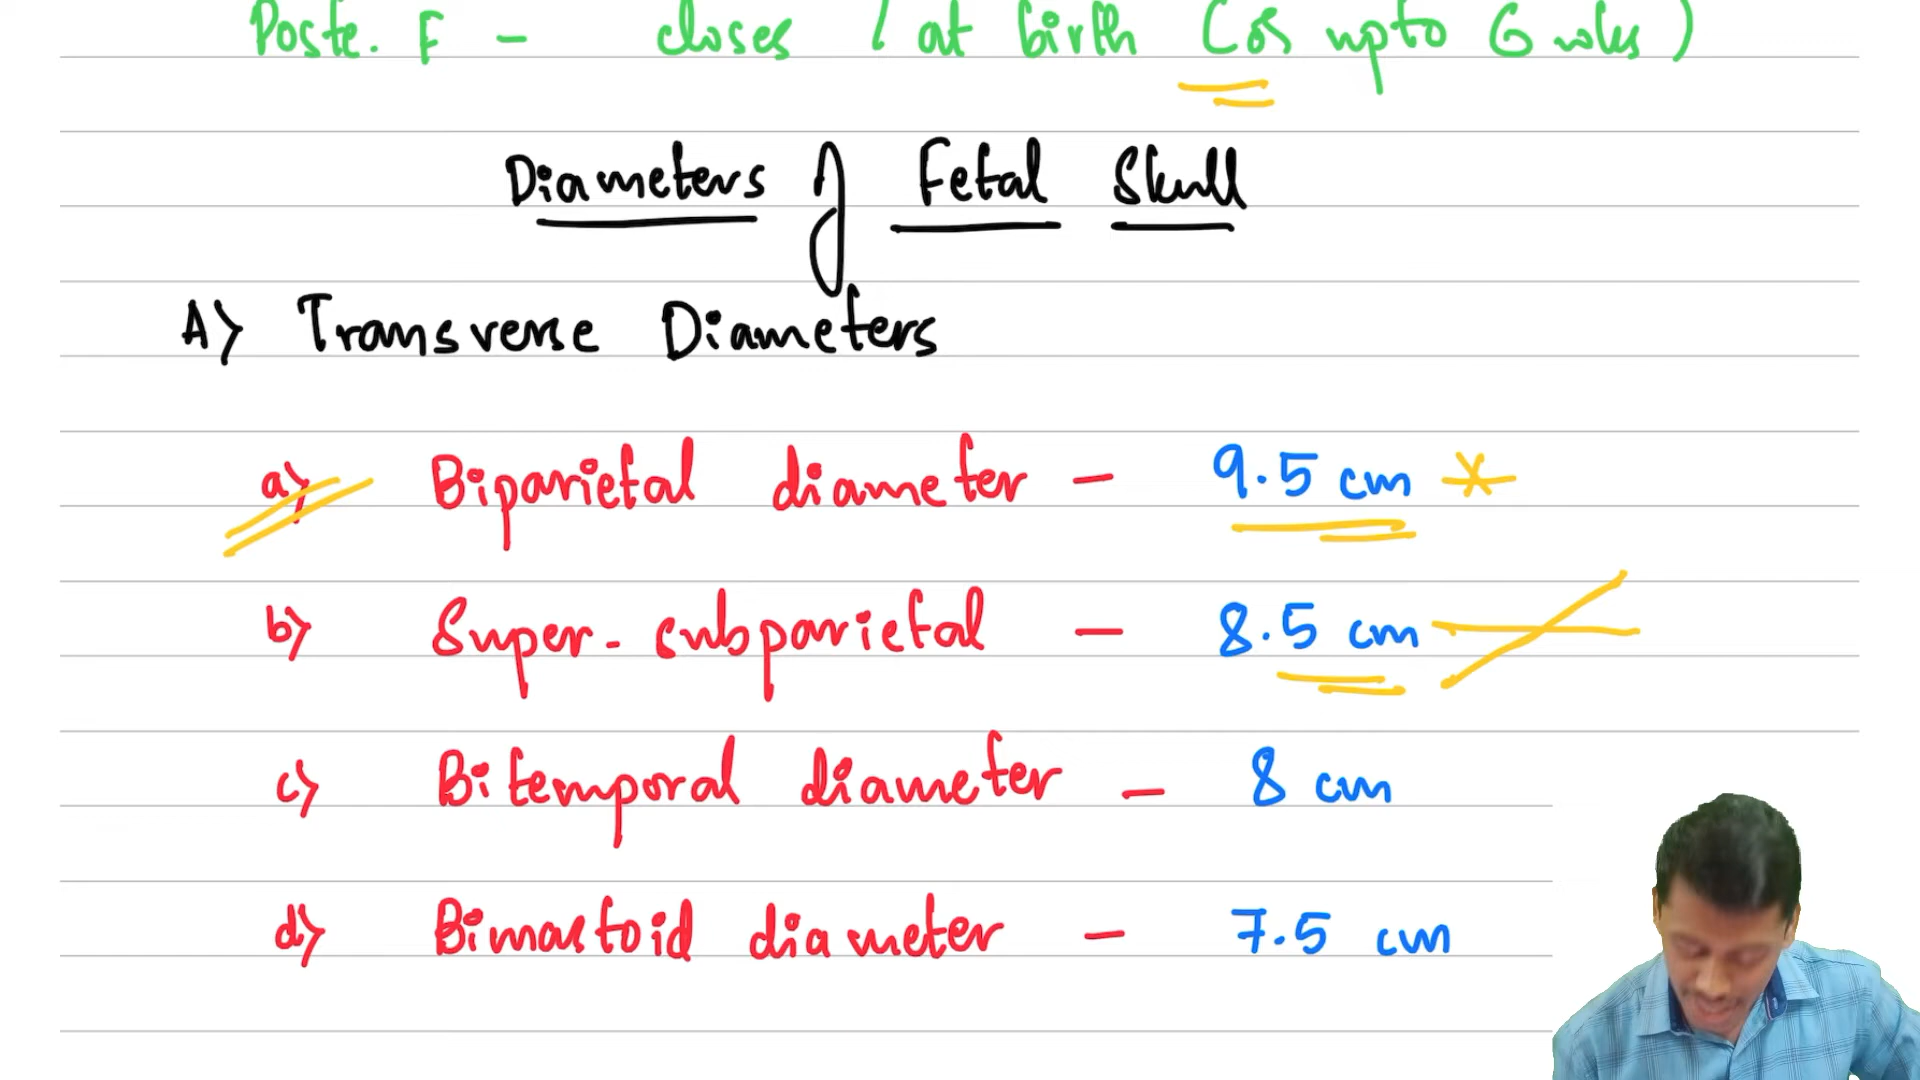 Poste. F - closes (at birth (or upto 6 wks)
Diameters of Fetal Skull
A) Transverse Diameters
a) Biparietal diameter - 9.5 cm *
b) Super-subparietal - 8.5 cm
c) Bitemporal diameter - 8 cm
d) Bimastoid diameter - 7.5 cm